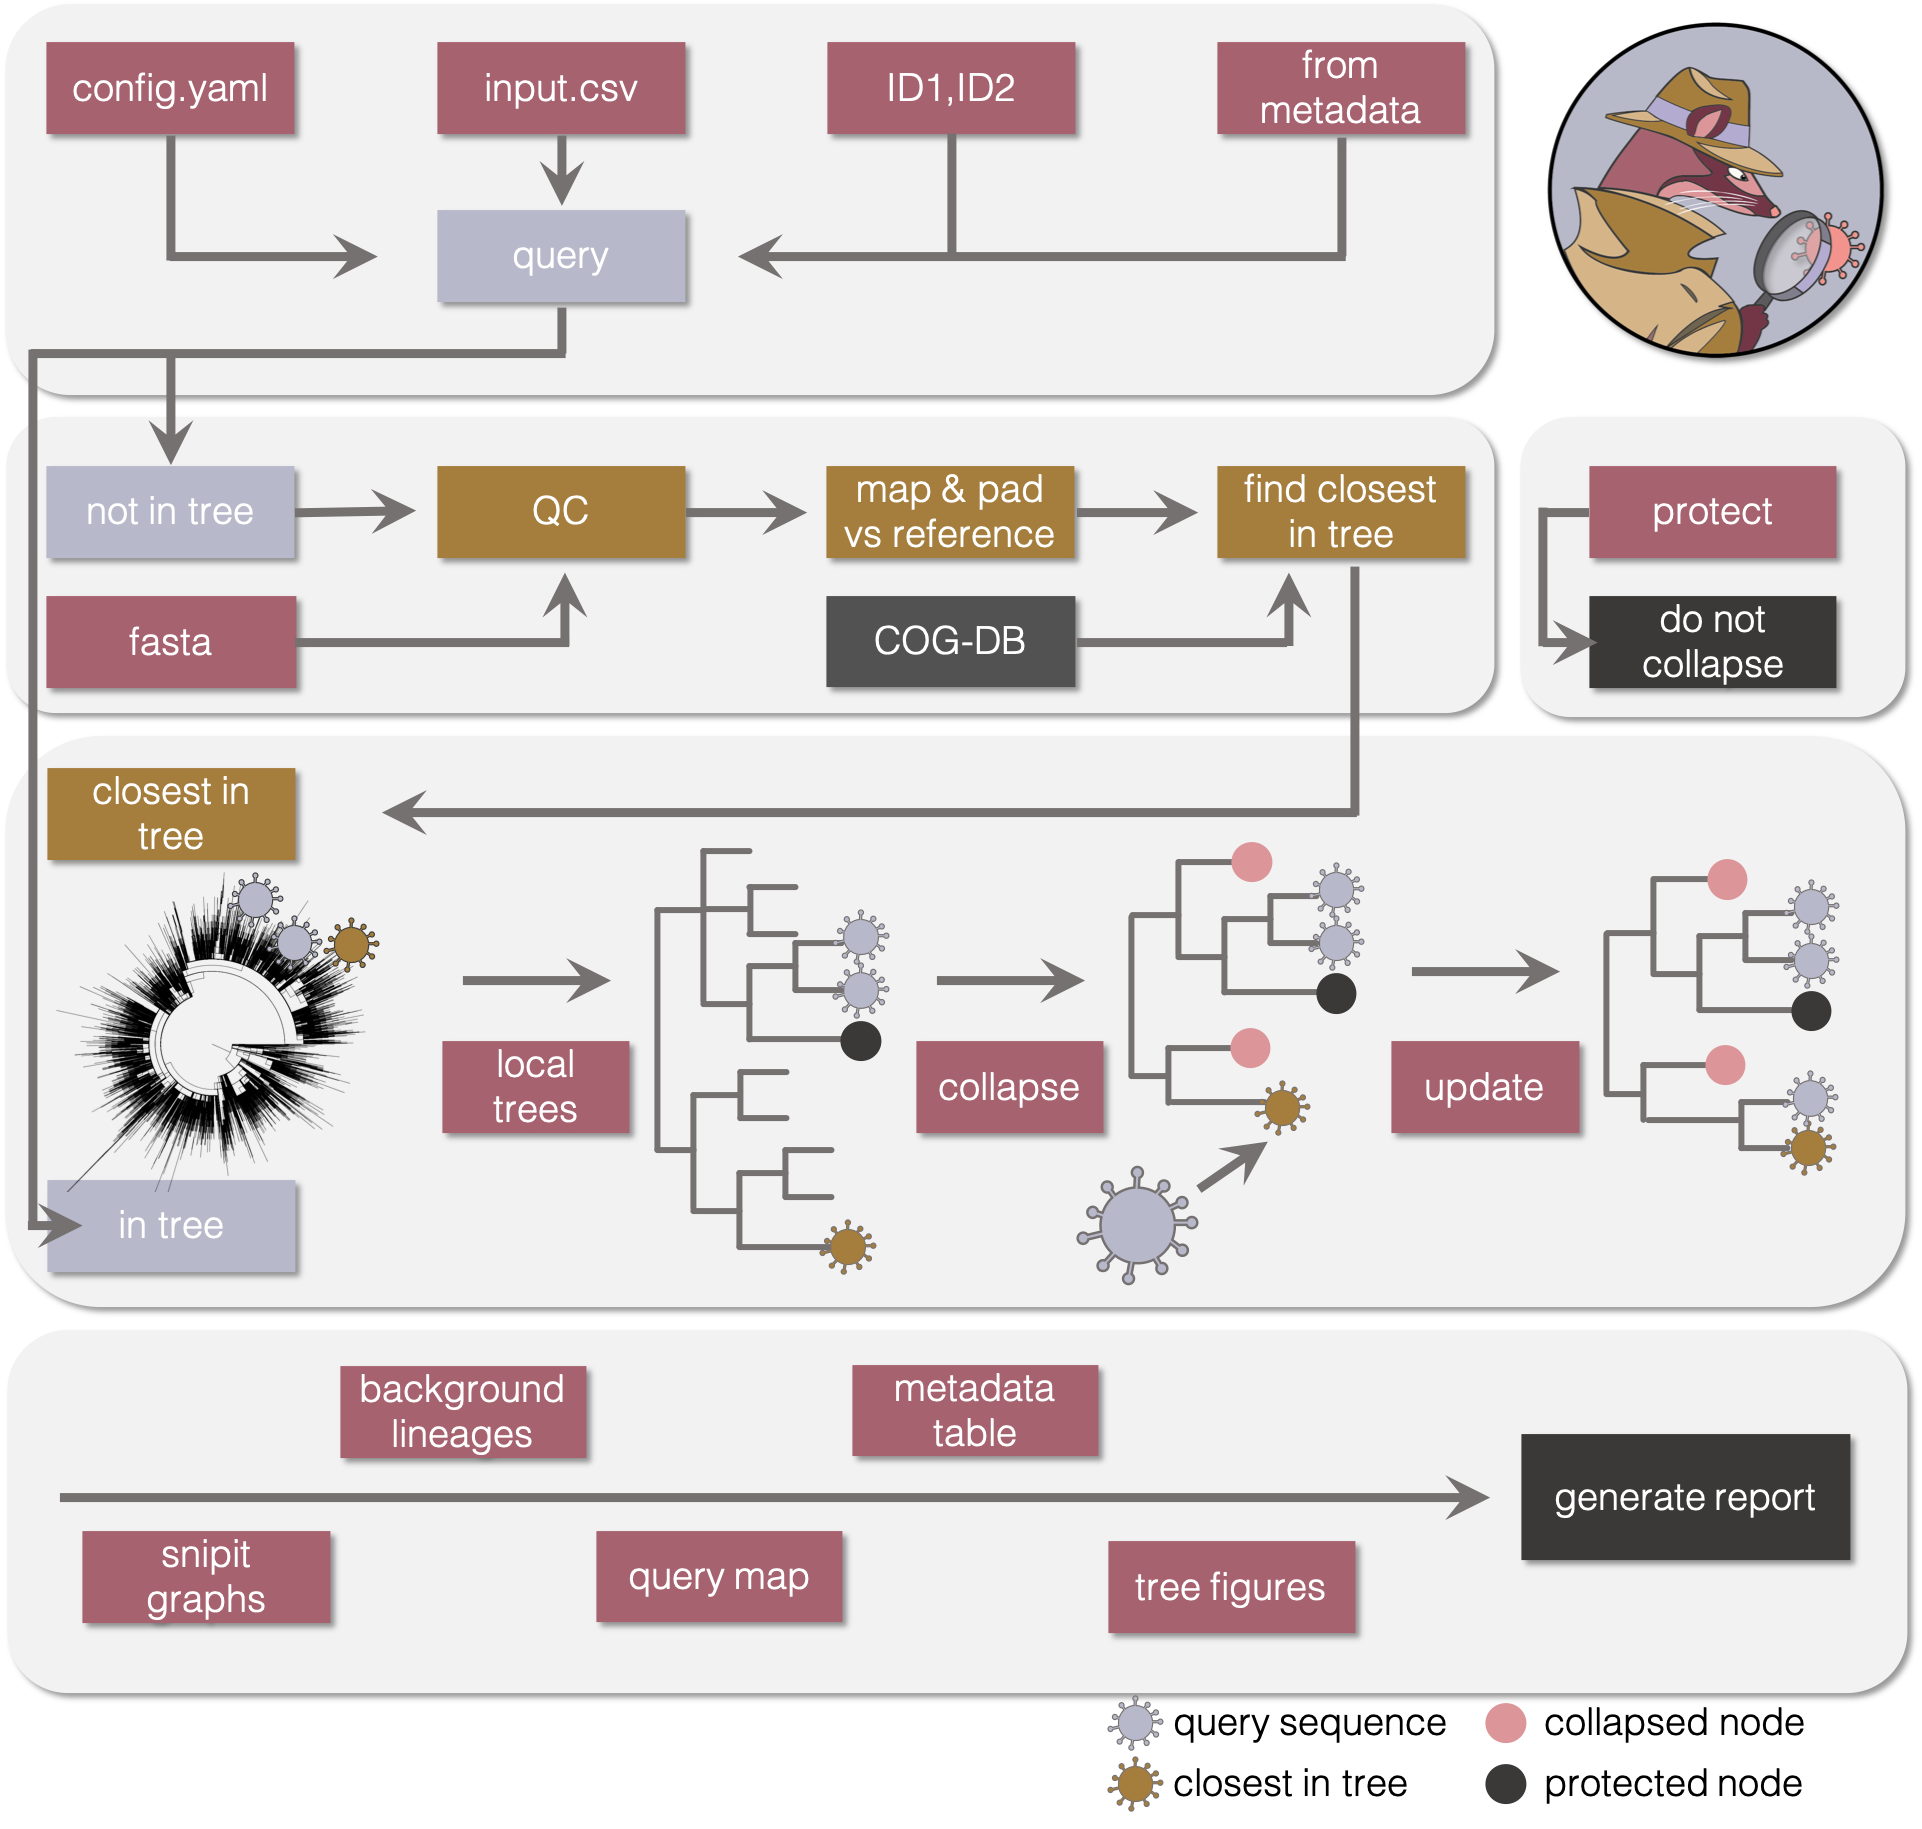 config.yaml
input.csv
ID1,ID2
from
metadata
query
not in tree
QC
map & pad
vs reference
find closest
in tree
protect
fasta
COG-DB
do not
collapse
closest in
tree
local
trees
collapse
update
in tree
background
lineages
metadata
table
generate report
snipit
graphs
query map
tree figures
query sequence
collapsed node
closest in tree
protected node